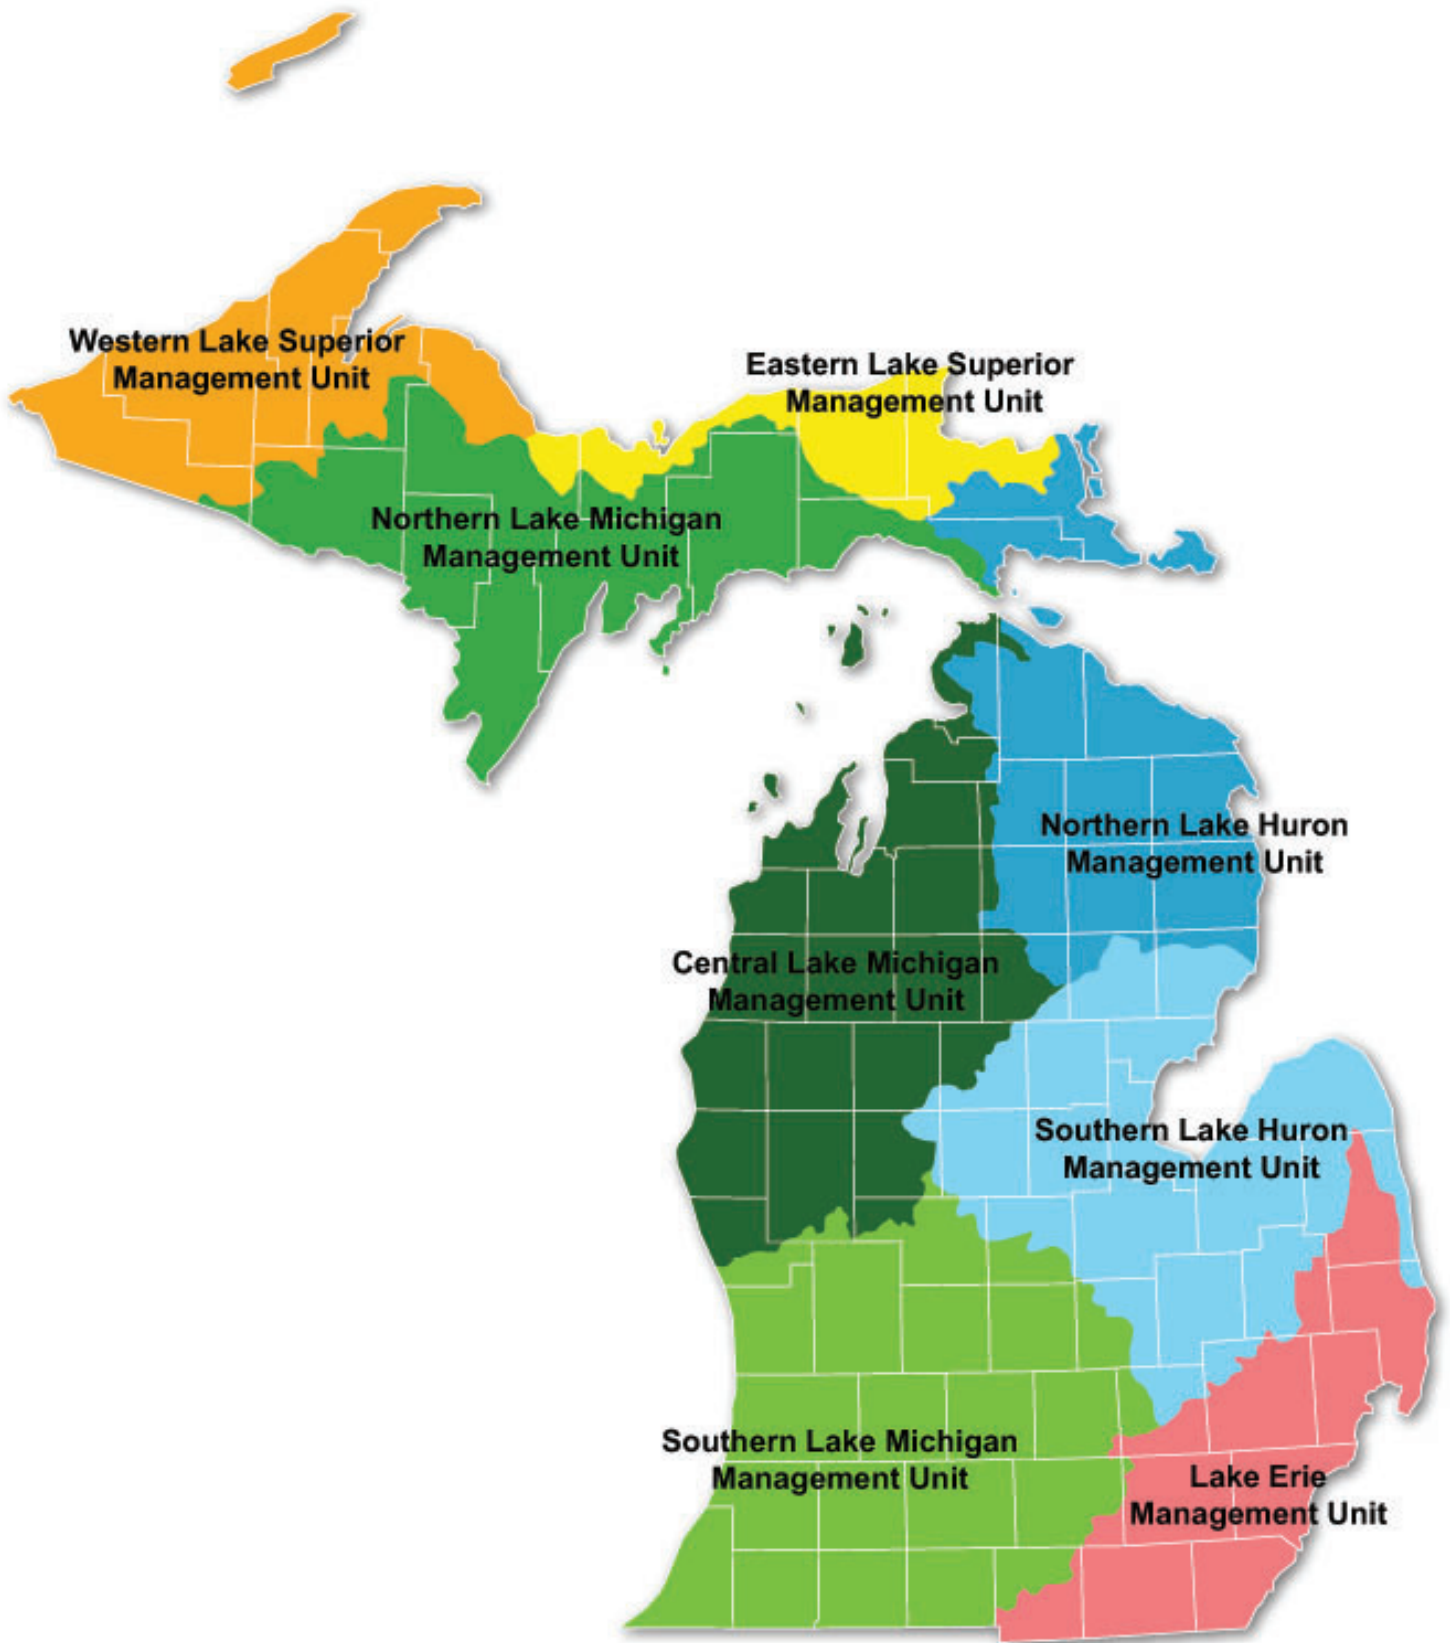 Western Lake Superior
Management Unit
Eastern Lake Superior
Management Unit
Northern Lake Michigan
Management Unit
Northern Lake Huron
Management Unit
Central Lake Michigan
Management Unit
Southern Lake Huron
Management Unit
Southern Lake Michigan
Management Unit
Lake Erie
Management Unit